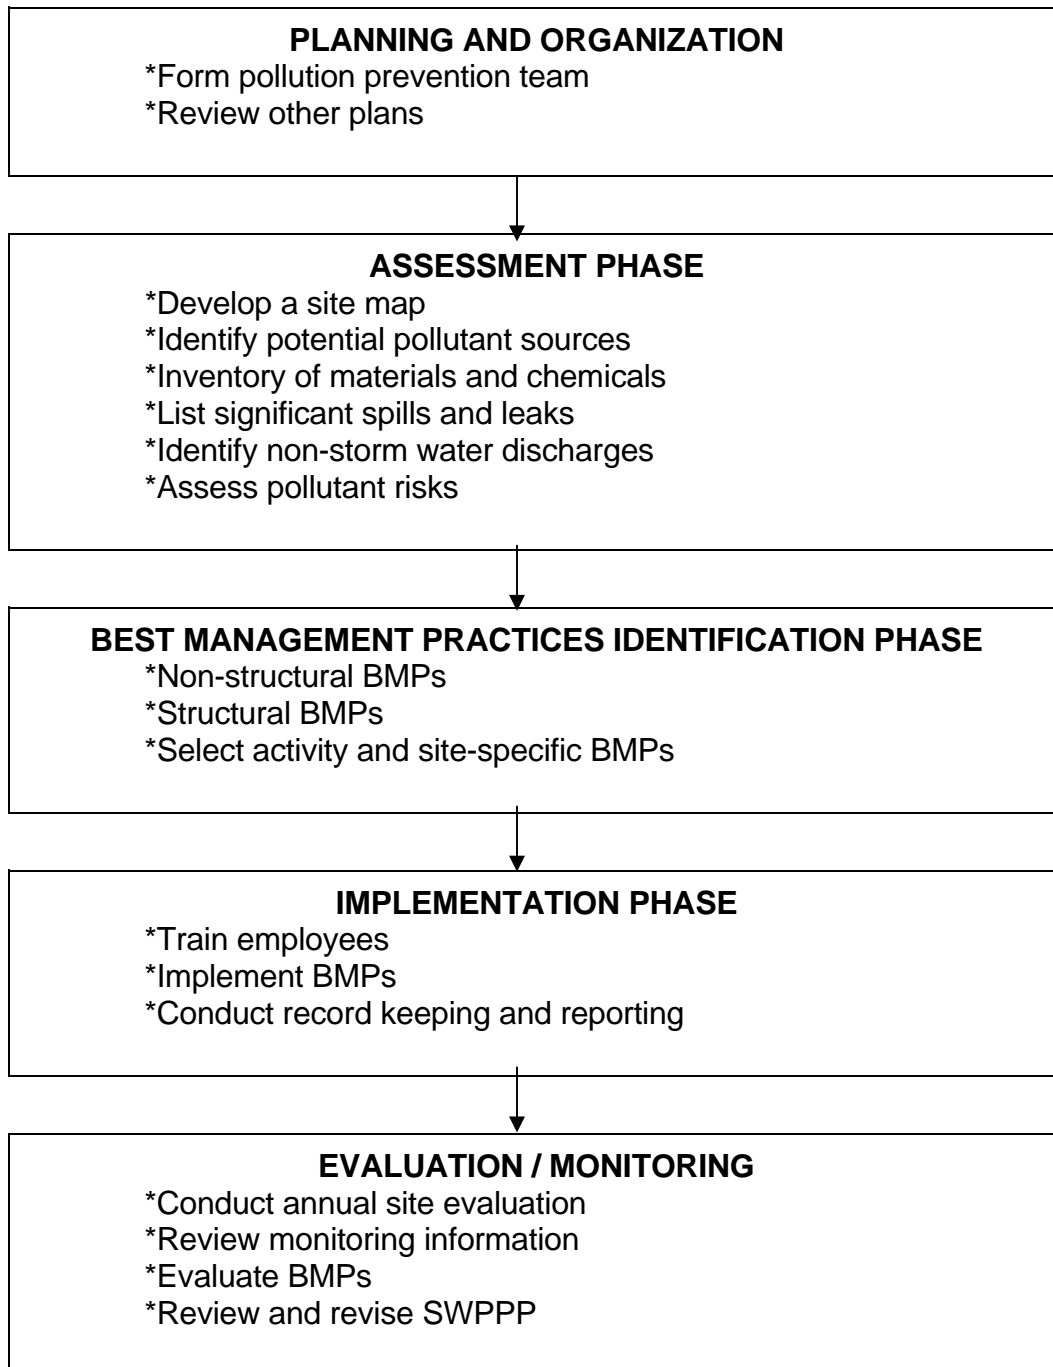 PLANNING AND ORGANIZATION
*Form pollution prevention team
*Review other plans
ASSESSMENT PHASE
*Develop a site map
*Identify potential pollutant sources
*Inventory of materials and chemicals
*List significant spills and leaks
*Identify non-storm water discharges
*Assess pollutant risks
BEST MANAGEMENT PRACTICES IDENTIFICATION PHASE
*Non-structural BMPs
*Structural BMPs
*Select activity and site-specific BMPs
IMPLEMENTATION PHASE
*Train employees
*Implement BMPs
*Conduct record keeping and reporting
EVALUATION / MONITORING
*Conduct annual site evaluation
*Review monitoring information
*Evaluate BMPs
*Review and revise SWPPP